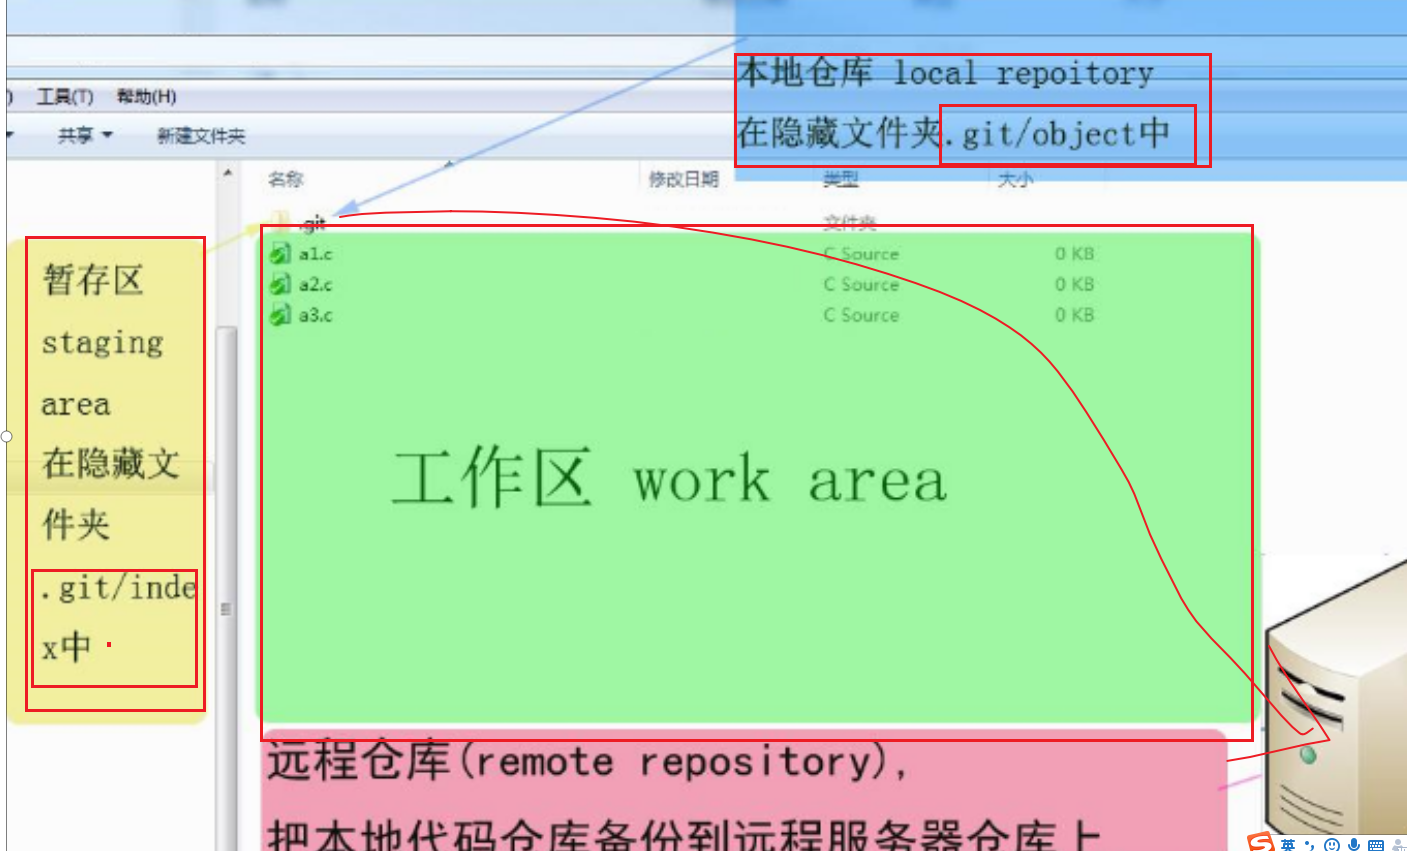 本地仓库 local repoitory
在隐藏文件夹.git/object中
工具(T) 帮助(H)
共享 新建文件夹
名称 修改日期 类型 大小
.git 文件夹
a1.c C Source 0 KB
a2.c C Source 0 KB
a3.c C Source 0 KB
暂存区
staging
area
在隐藏文
件夹
.git/inde
x中
工作区 work area
远程仓库(remote repository),
把本地代码仓库备份到远程服务器仓库上
英